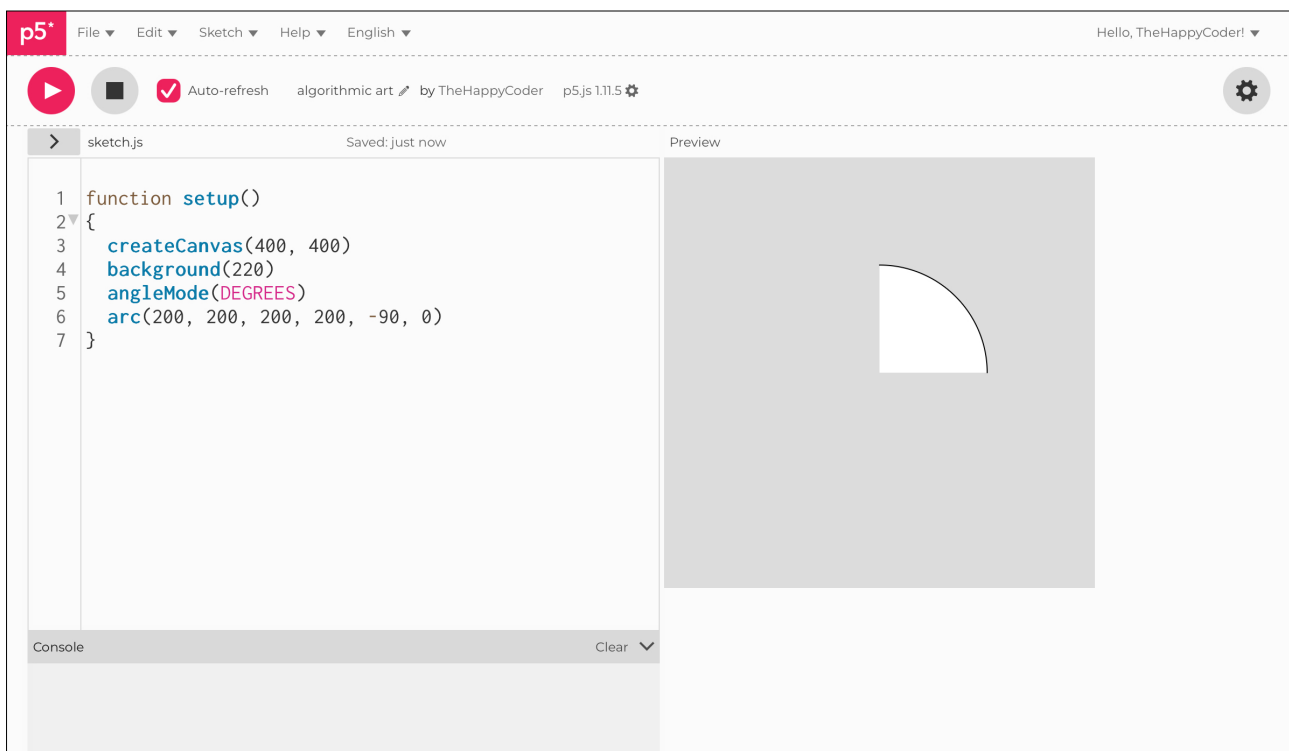 p5* File Edit Sketch Help English Hello, TheHappyCoder!
Auto-refresh algorithmic art by TheHappyCoder p5.js 1.11.5
sketch.js Saved: just now Preview
1 function setup()
2 {
3 createCanvas(400, 400)
4 background(220)
5 angleMode(DEGREES)
6 arc(200, 200, 200, 200, -90, 0)
7 }
Console Clear